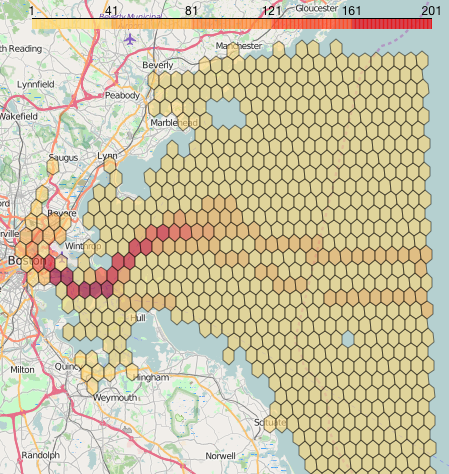 1 41 81 121 161 201
Gloucester
Beverly Municipal
Manchester
th Reading
Beverly
Lynnfield
Peabody
Wakefield
Marblehead
Lynn
Saugus
Revere
Winthrop
Boston
Hull
Milton
Quincy
Hingham
Weymouth
Scituate
Randolph
Norwell